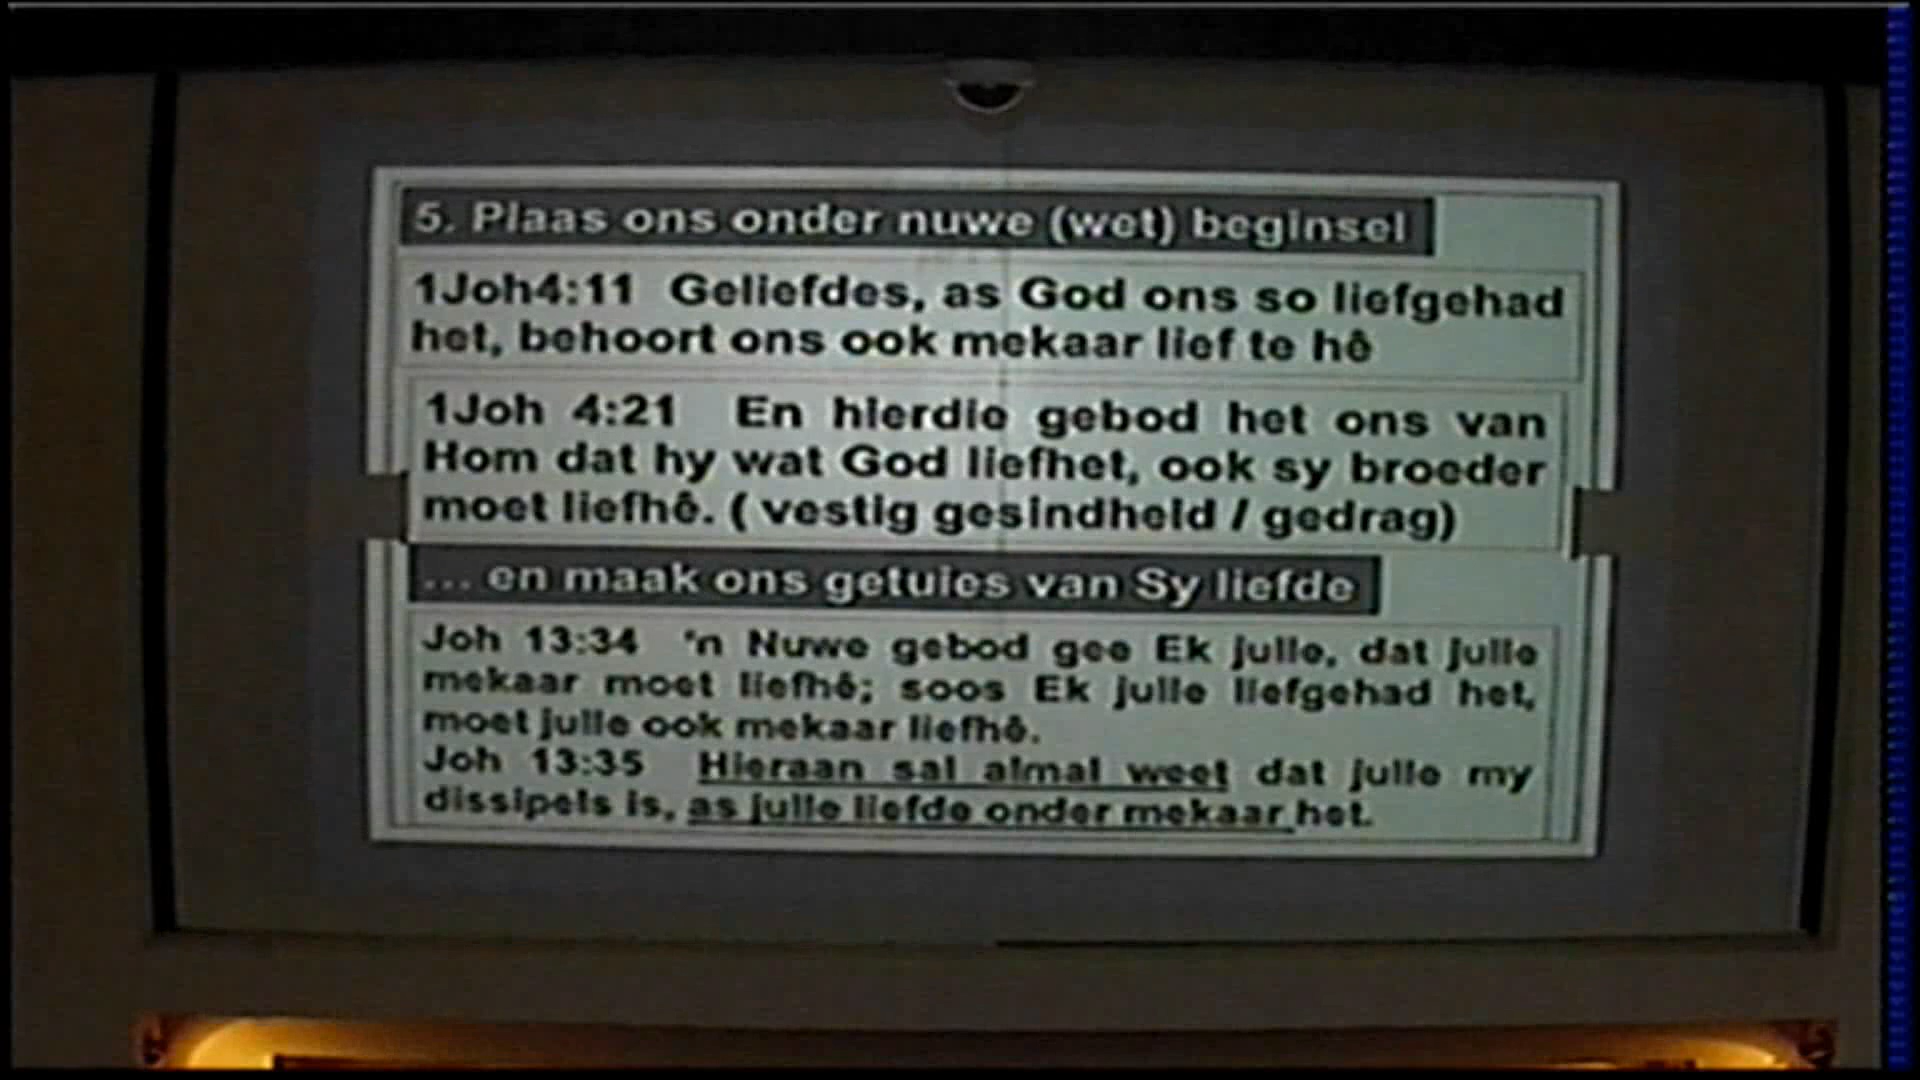 5. Plaas ons onder nuwe (wet) beginsel
1Joh4:11 Geliefdes, as God ons so liefgehad
het, behoort ons ook mekaar lief te hê
1Joh 4:21 En hierdie gebod het ons van
Hom dat hy wat God liefhet, ook sy broeder
moet liefhê. ( vestig gesindheid / gedrag)
... en maak ons getuies van Sy liefde
Joh 13:34 'n Nuwe gebod gee Ek julle, dat julle
mekaar moet liefhê; soos Ek julle liefgehad het,
moet julle ook mekaar liefhê.
Joh 13:35 Hieraan sal almal weet dat julle my
dissipels is, as julle liefde onder mekaar het.